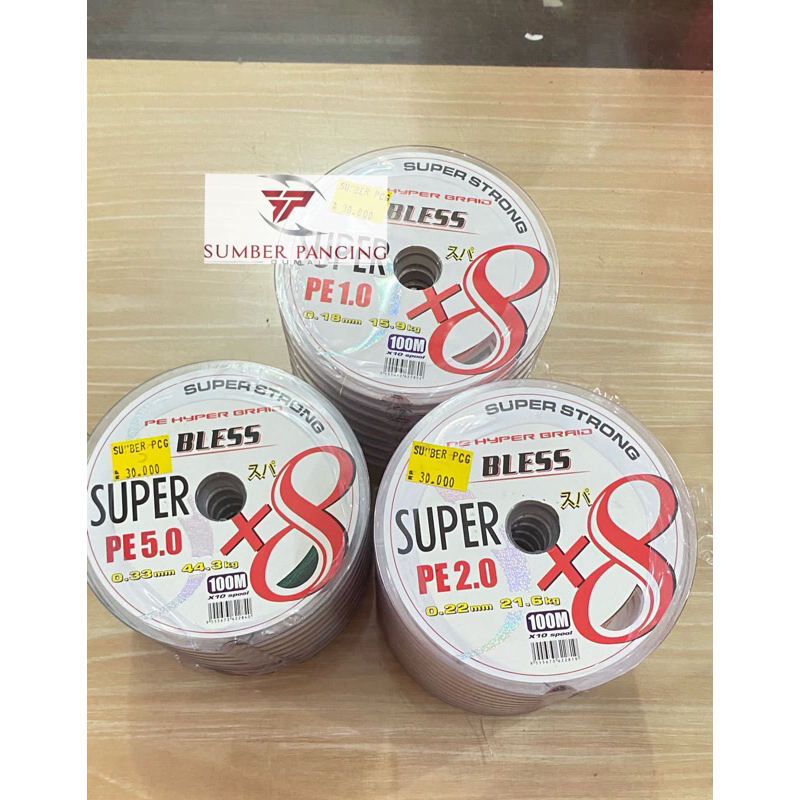 SUPER STRONG
PE HYPER BRAID
BLESS
SUPER
スパ
×8
PE 1.0
0.18mm 15.9kg
100M
X10 spool
SUMBER PCG
30.000
SUMBER PANCING
DUMAI
SUPER STRONG
PE HYPER BRAID
BLESS
SUMBER PCG
30.000
SUPER
スパ
×8
PE 5.0
0.33mm 44.3kg
100M
X10 spool
SUPER STRONG
PE HYPER BRAID
BLESS
SUMBER PCG
30.000
SUPER
スパ
×8
PE 2.0
0.22mm 21.6kg
100M
X10 spool